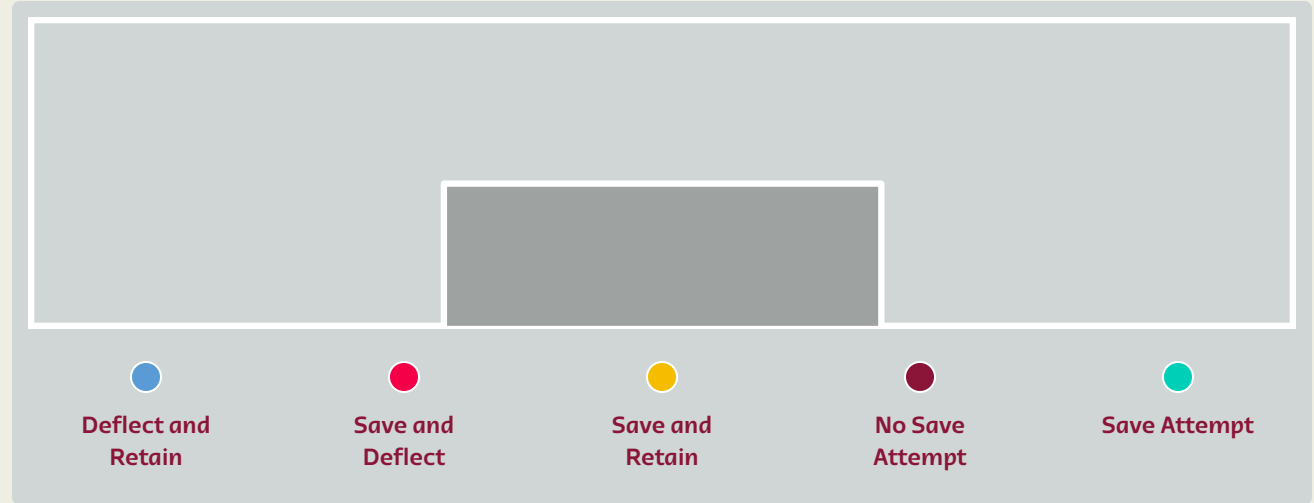 Deflect and
Retain
Save and
Deflect
Save and
Retain
No Save
Attempt
Save Attempt